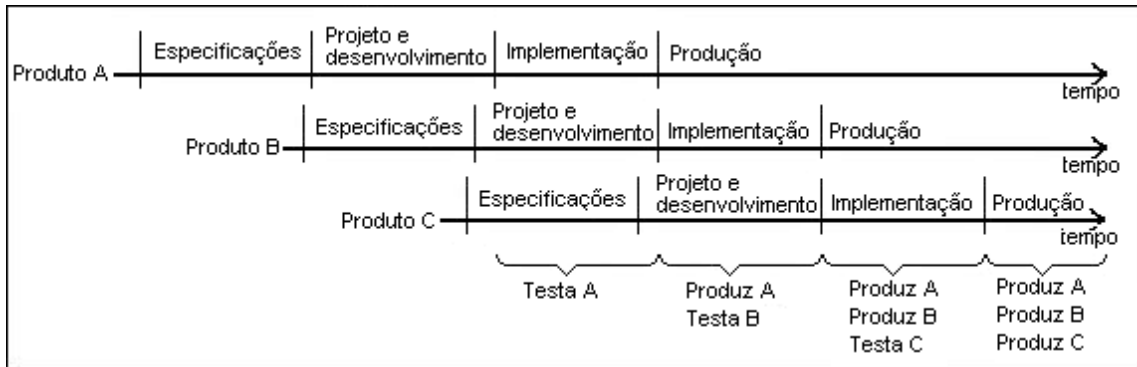 Produto A
Especificações
Projeto e
desenvolvimento
Implementação
Produção
tempo
Produto B
Especificações
Projeto e
desenvolvimento
Implementação
Produção
tempo
Produto C
Especificações
Projeto e
desenvolvimento
Implementação
Produção
tempo
Testa A
Produz A
Testa B
Produz A
Produz B
Testa C
Produz A
Produz B
Produz C